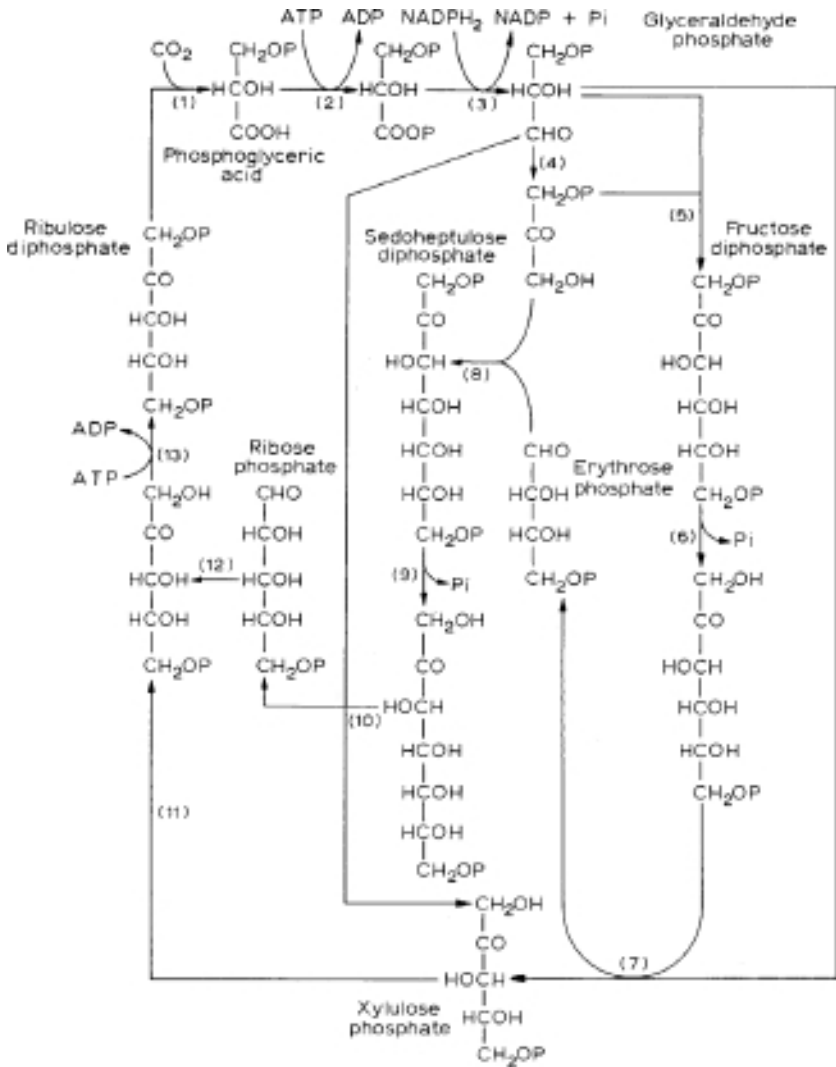 ATP ADP NADPH₂ NADP + Pi Glyceraldehyde
phosphate
CO₂ CH₂OP CH₂OP CH₂OP
(1) HCOH (2) HCOH (3) HCOH
COOH COOP CHO
Phosphoglyceric
acid
(4)
CH₂OP
(5)
CO
CH₂OH
Ribulose
diphosphate
CH₂OP
CO
HCOH
HCOH
CH₂OP
Sedoheptulose
diphosphate
CH₂OP
CO
HOCH
(8)
HCOH
HCOH
HCOH
CH₂OP
Fructose
diphosphate
CH₂OP
CO
HOCH
HCOH
HCOH
CH₂OP
ADP
(13)
ATP
CH₂OH
CO
HCOH
HCOH
CH₂OP
(12)
Ribose
phosphate
CHO
HCOH
HCOH
HCOH
CH₂OP
Erythrose
phosphate
CHO
HCOH
HCOH
CH₂OP
(9)
Pi
CH₂OH
CO
HOCH
(10)
HCOH
HCOH
HCOH
CH₂OP
(6)
Pi
CH₂OH
CO
HOCH
HCOH
HCOH
CH₂OP
(11)
(7)
CH₂OH
CO
HOCH
Xylulose
phosphate
HCOH
CH₂OP